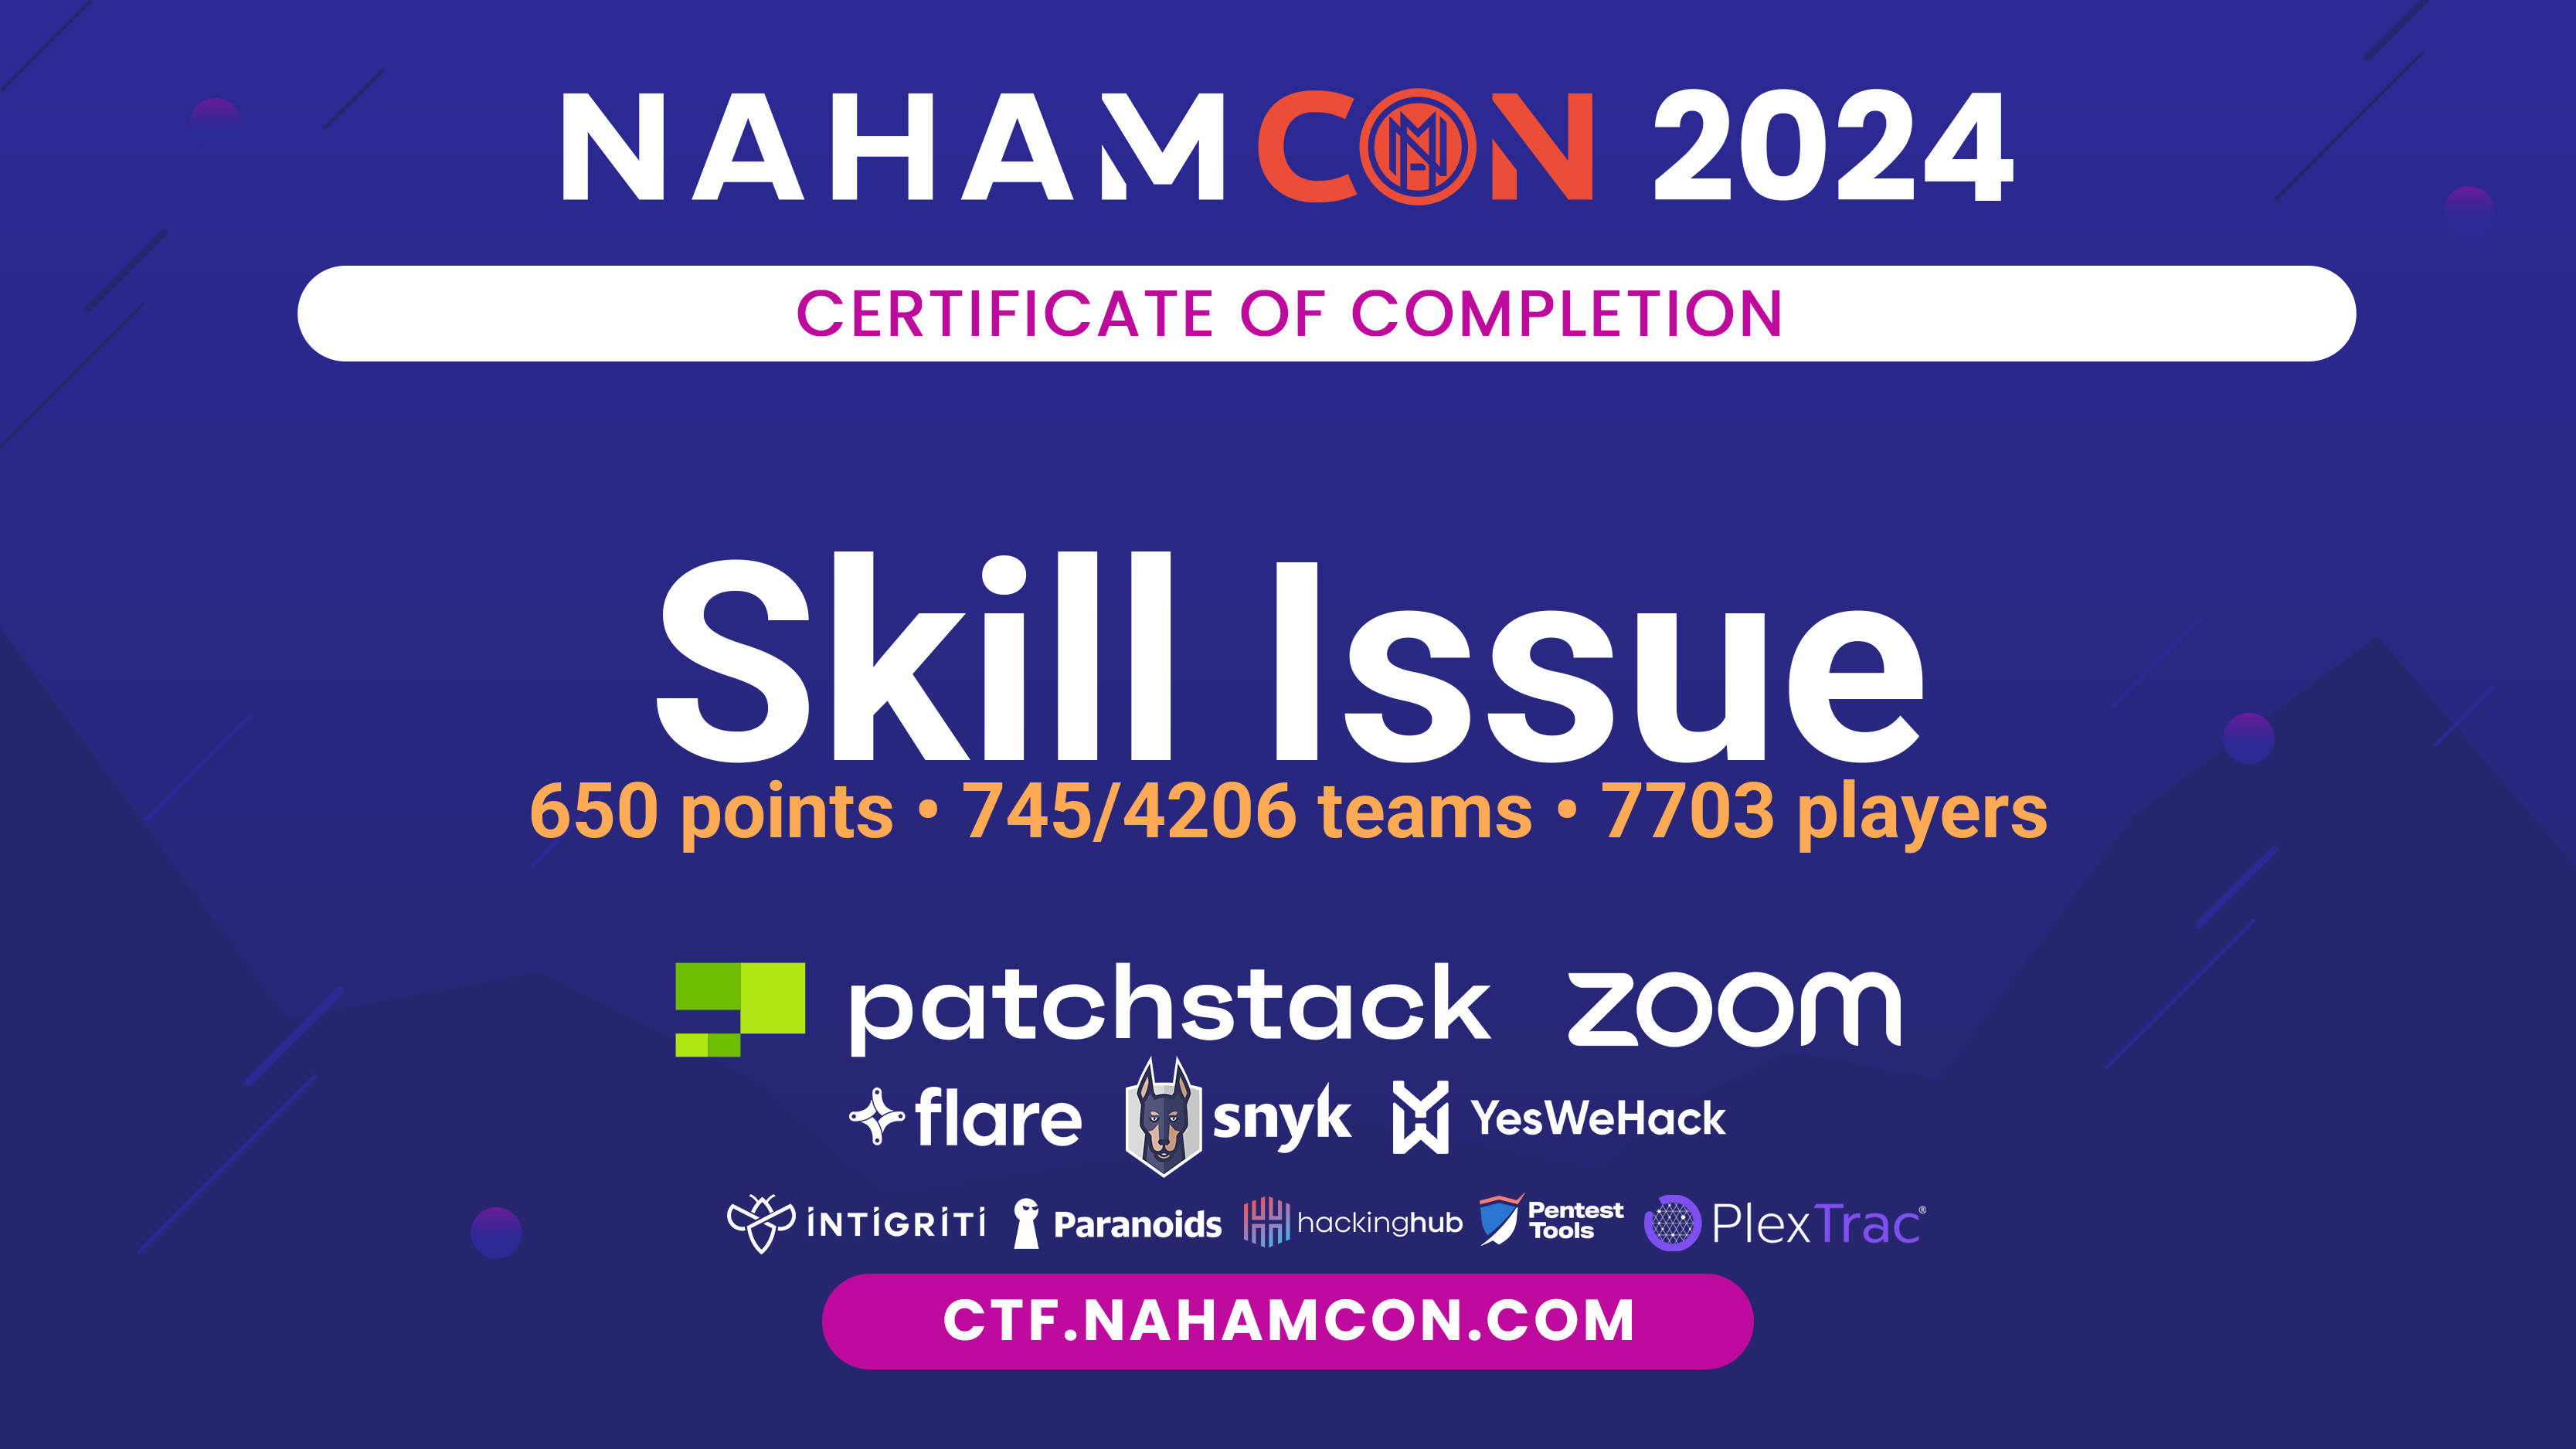 NAHAMCON 2024
CERTIFICATE OF COMPLETION
Skill Issue
650 points • 745/4206 teams • 7703 players
patchstack zoom
flare snyk YesWeHack
INTIGRITI Paranoids hackinghub Pentest Tools PlexTrac®
CTF.NAHAMCON.COM